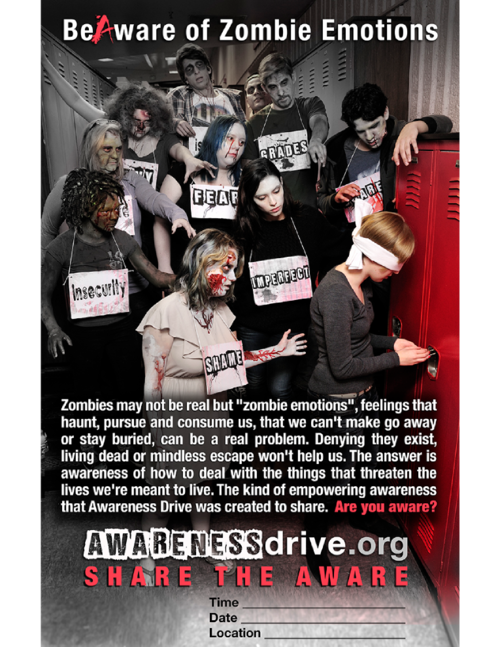 BeAware of Zombie Emotions
GRADES
FEAR
Insecurity
IMPERFECT
SHAME
Zombies may not be real but "zombie emotions", feelings that
haunt, pursue and consume us, that we can't make go away
or stay buried, can be a real problem. Denying they exist,
living dead or mindless escape won't help us. The answer is
awareness of how to deal with the things that threaten the
lives we're meant to live. The kind of empowering awareness
that Awareness Drive was created to share. Are you aware?
AWARENESSdrive.org
SHARE THE AWARE
Time
Date
Location